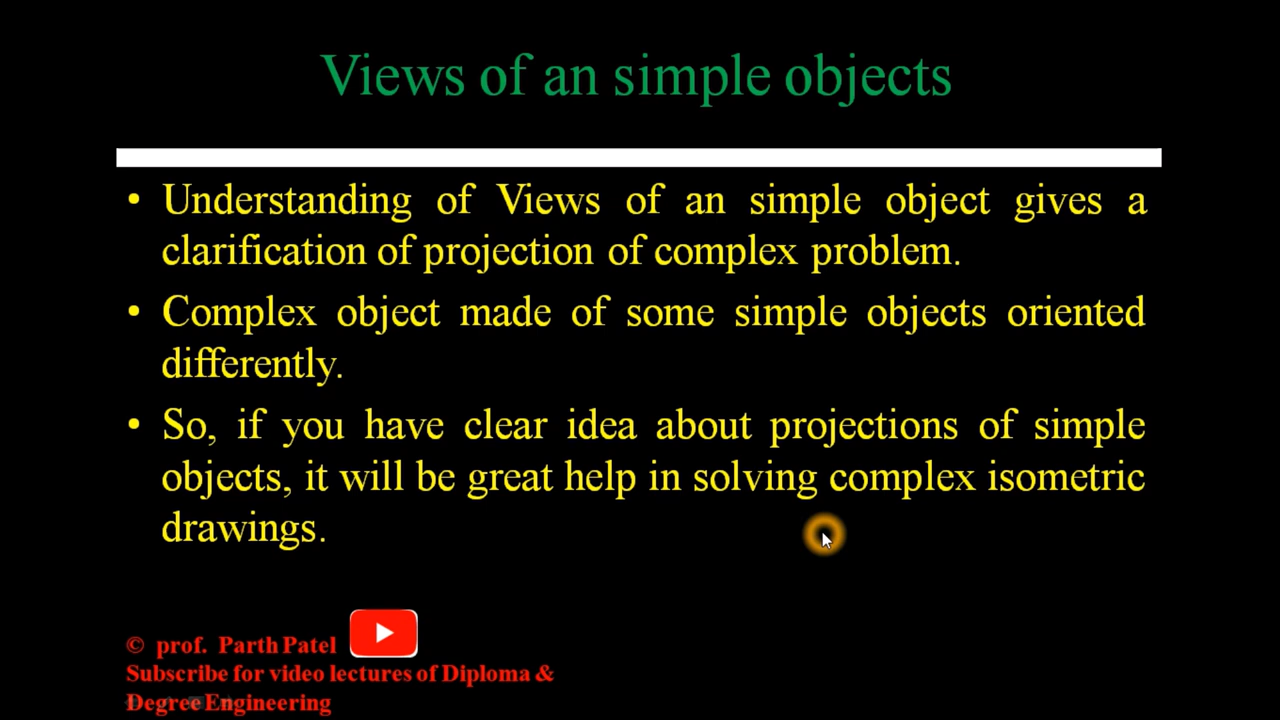 Views of an simple objects
• Understanding of Views of an simple object gives a
clarification of projection of complex problem.
• Complex object made of some simple objects oriented
differently.
• So, if you have clear idea about projections of simple
objects, it will be great help in solving complex isometric
drawings.
© prof. Parth Patel
Subscribe for video lectures of Diploma &
Degree Engineering